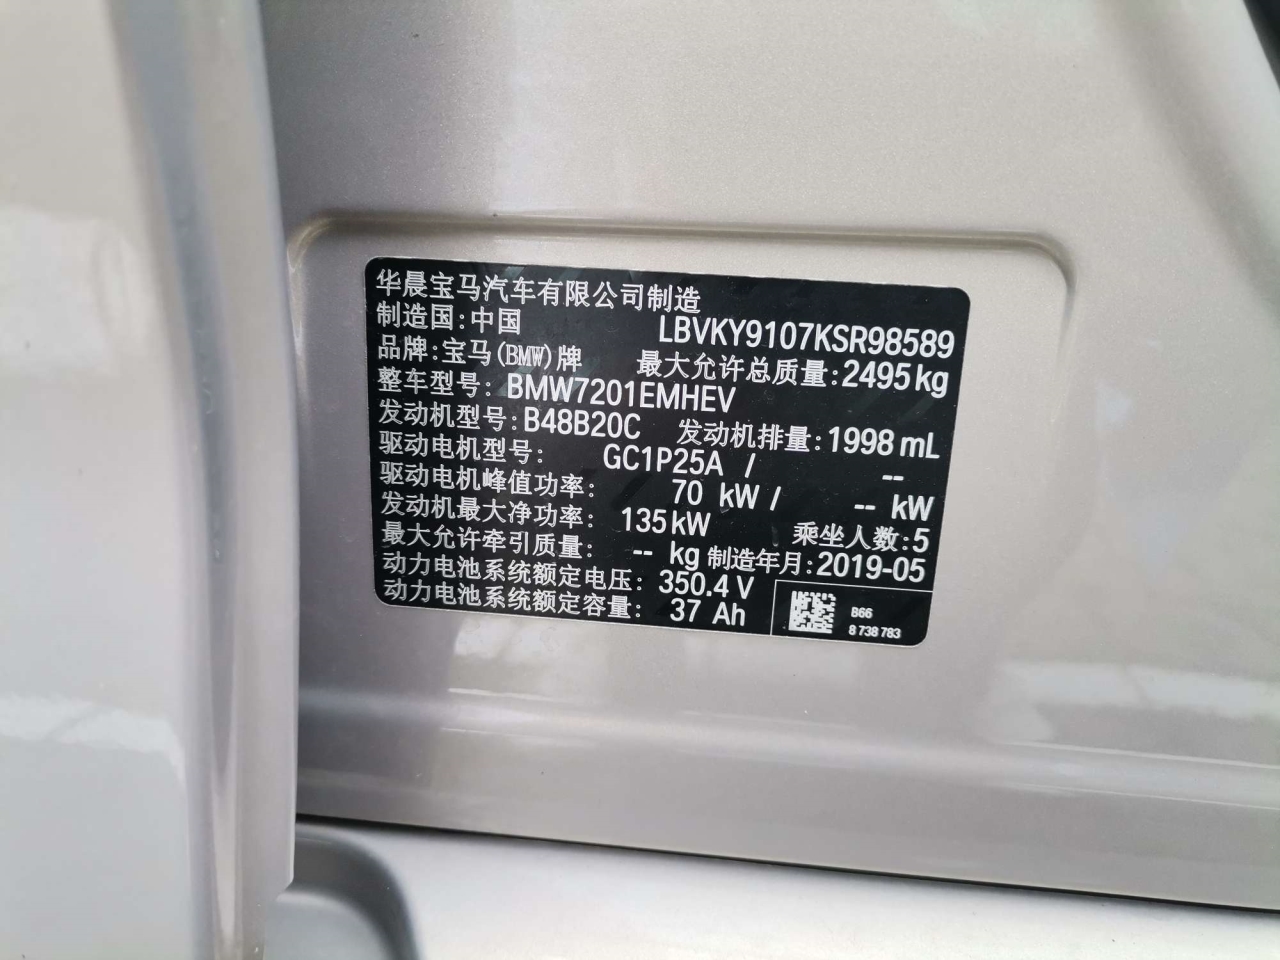 华晨宝马汽车有限公司制造
制造国:中国 LBVKY9107KSR98589
品牌:宝马(BMW)牌 最大允许总质量:2495kg
整车型号:BMW7201EMHEV
发动机型号:B48B20C 发动机排量:1998 mL
驱动电机型号: GC1P25A / --
驱动电机峰值功率: 70 kW / -- kW
发动机最大净功率: 135kW 乘坐人数:5
最大允许牵引质量: -- kg 制造年月:2019-05
动力电池系统额定电压: 350.4 V
动力电池系统额定容量: 37 Ah
B66
8 738 783